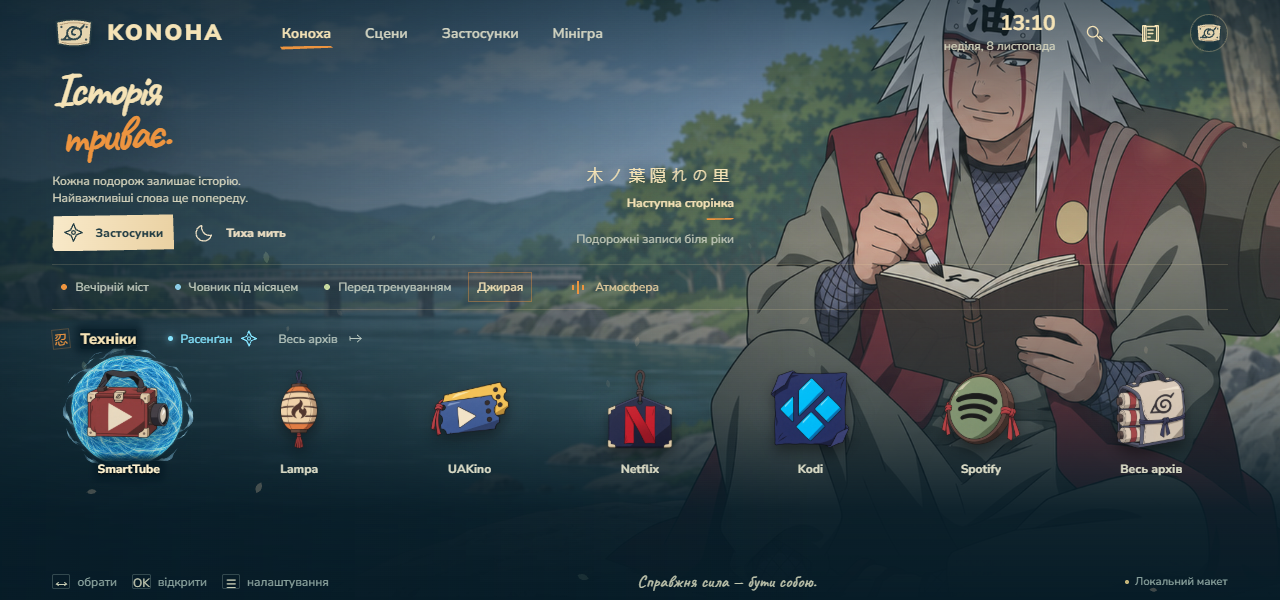 KONOHA
Коноха
Сцени
Застосунки
Мінігра
油
13:10
неділя, 8 листопада
Історія
триває.
Кожна подорож залишає історію.
Найважливіші слова ще попереду.
Застосунки
Тиха мить
木ノ葉隠れの里
Наступна сторінка
Подорожні записи біля ріки
Вечірній міст
Човник під місяцем
Перед тренуванням
Джирая
Атмосфера
忍
Техніки
Расенґан
Весь архів
SmartTube
Lampa
UAKino
N
Netflix
Kodi
Spotify
Весь архів
обрати
OK
відкрити
налаштування
Справжня сила — бути собою.
Локальний макет